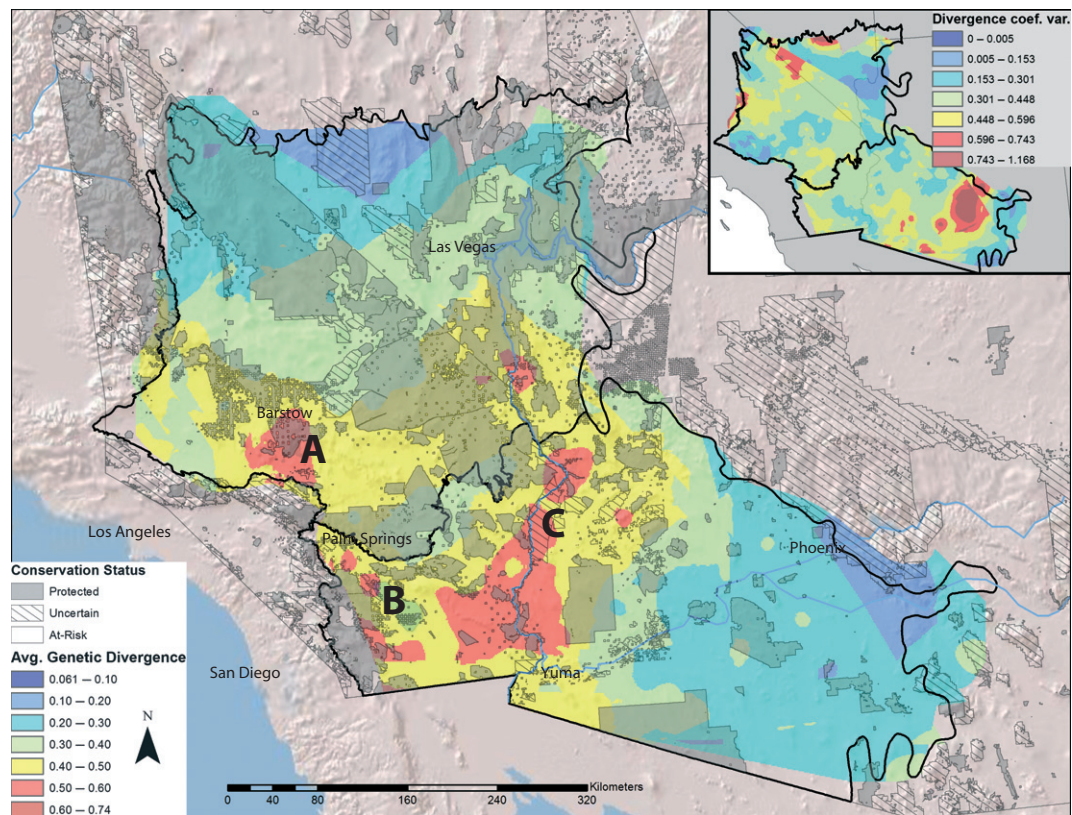 Divergence coef. var.
0 – 0.005
0.005 – 0.153
0.153 – 0.301
0.301 – 0.448
0.448 – 0.596
0.596 – 0.743
0.743 - 1.168
Las Vegas
Barstow
A
Los Angeles
Palm Springs
C
Phoenix
B
San Diego
Yuma
Conservation Status
Protected
Uncertain
At-Risk
Avg. Genetic Divergence
0.061 – 0.10
0.10 – 0.20
0.20 – 0.30
0.30 – 0.40
0.40 – 0.50
0.50 – 0.60
0.60 – 0.74
N
Kilometers
0 40 80 160 240 320